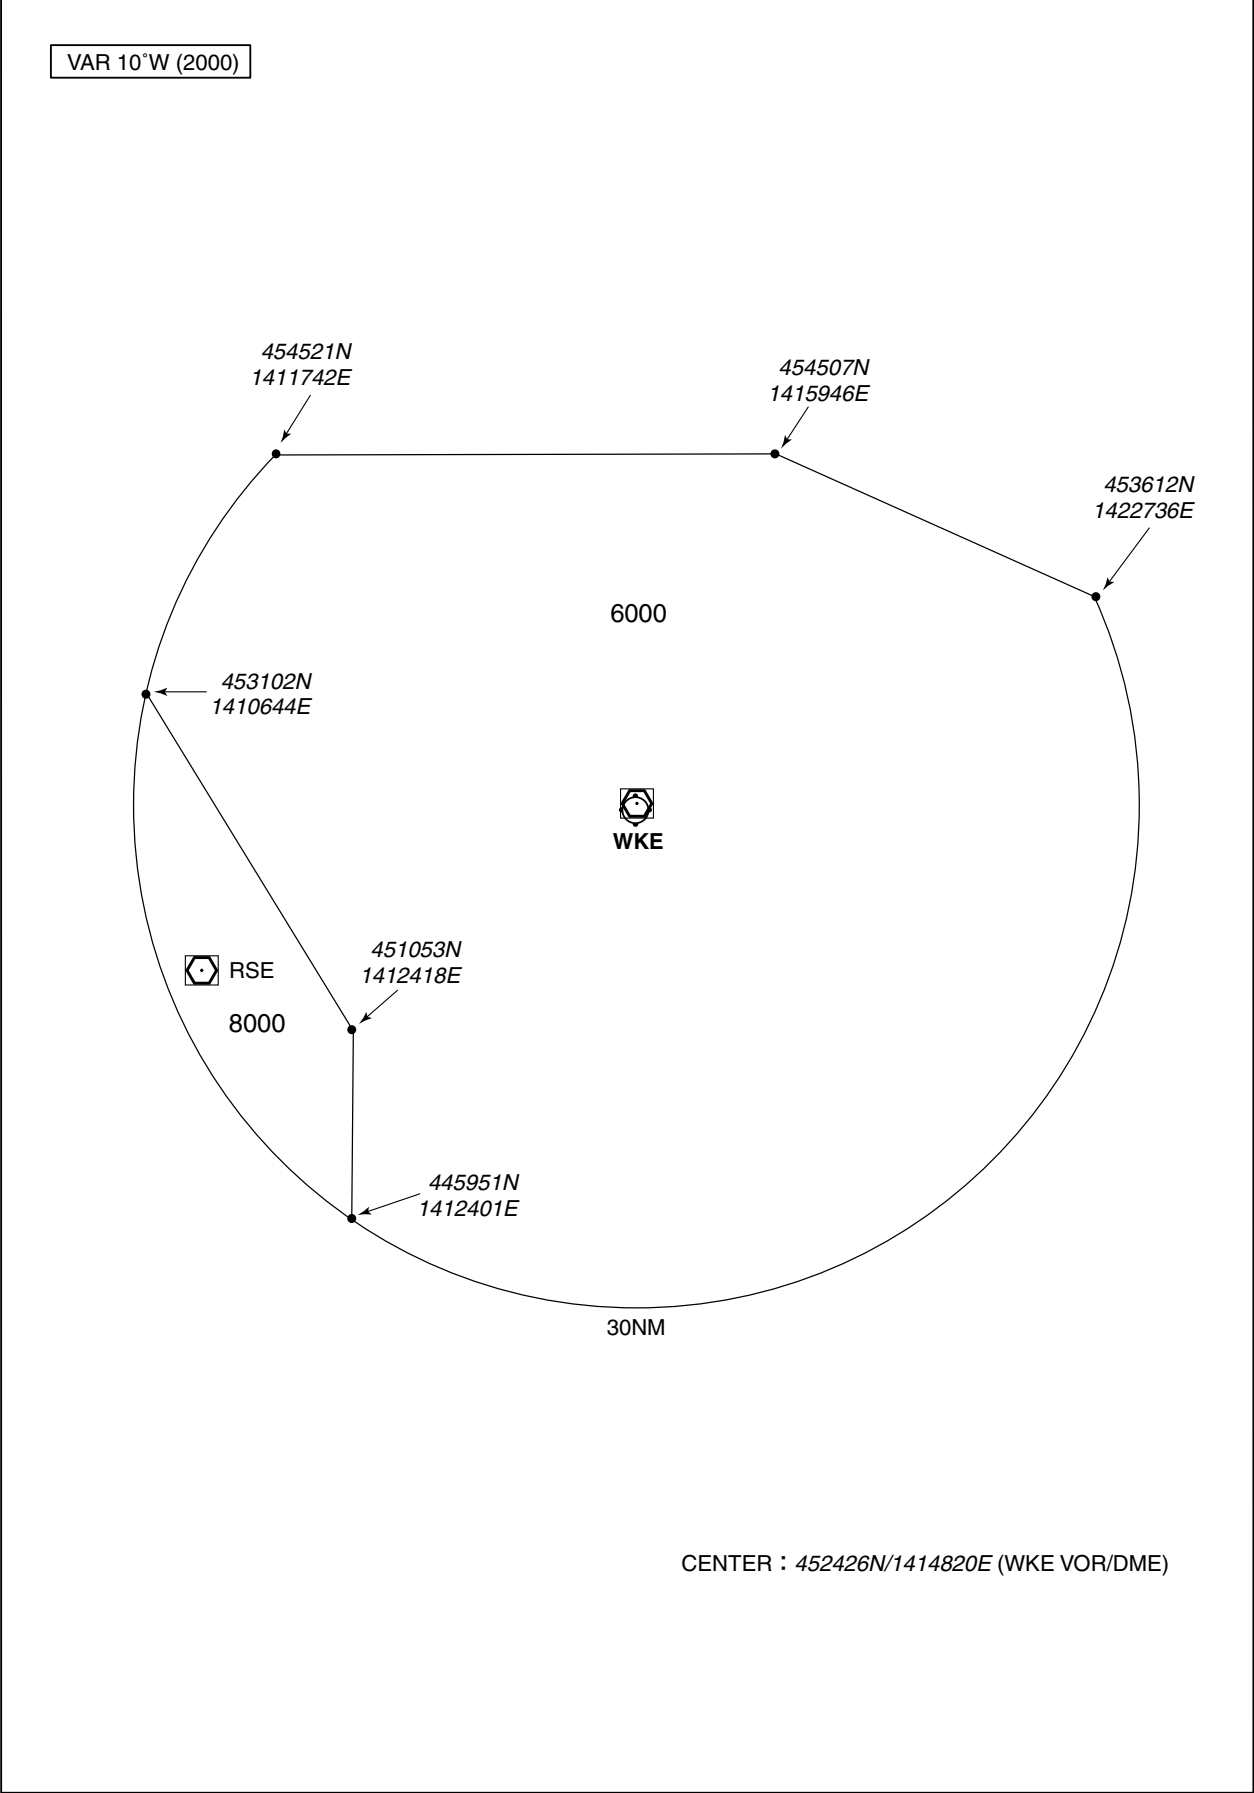 VAR 10˚W (2000)
454521N
1411742E
454507N
1415946E
453612N
1422736E
6000
453102N
1410644E
WKE
451053N
1412418E
RSE
8000
445951N
1412401E
30NM
CENTER : 452426N/1414820E (WKE VOR/DME)